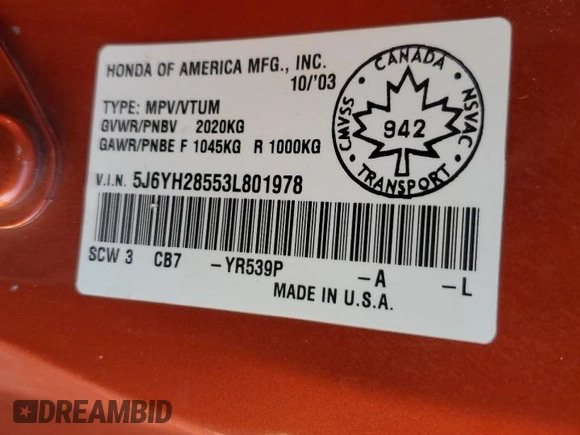 HONDA OF AMERICA MFG., INC.
10/'03
TYPE: MPV/VTUM
GVWR/PNBV 2020KG
GAWR/PNBE F 1045KG R 1000KG
V.I.N. 5J6YH28553L801978
SCW 3 CB7 -YR539P -A -L
MADE IN U.S.A.
CANADA
CMVSS
942
NSVAC
TRANSPORT
DREAMBID